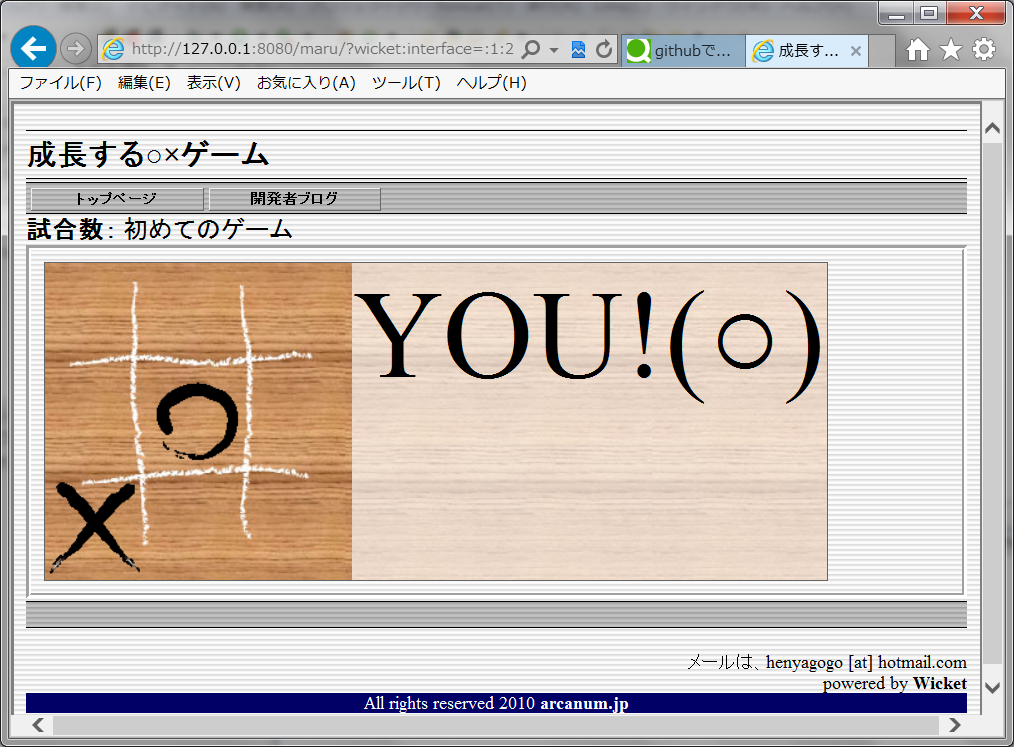 http://127.0.0.1:8080/maru/?wicket:interface=:1:2
githubで...
成長す...
ファイル(F) 編集(E) 表示(V) お気に入り(A) ツール(T) ヘルプ(H)
成長する○×ゲーム
トップページ 開発者ブログ
試合数: 初めてのゲーム
YOU!(○)
メールは、henyagogo [at] hotmail.com
powered by Wicket
All rights reserved 2010 arcanum.jp